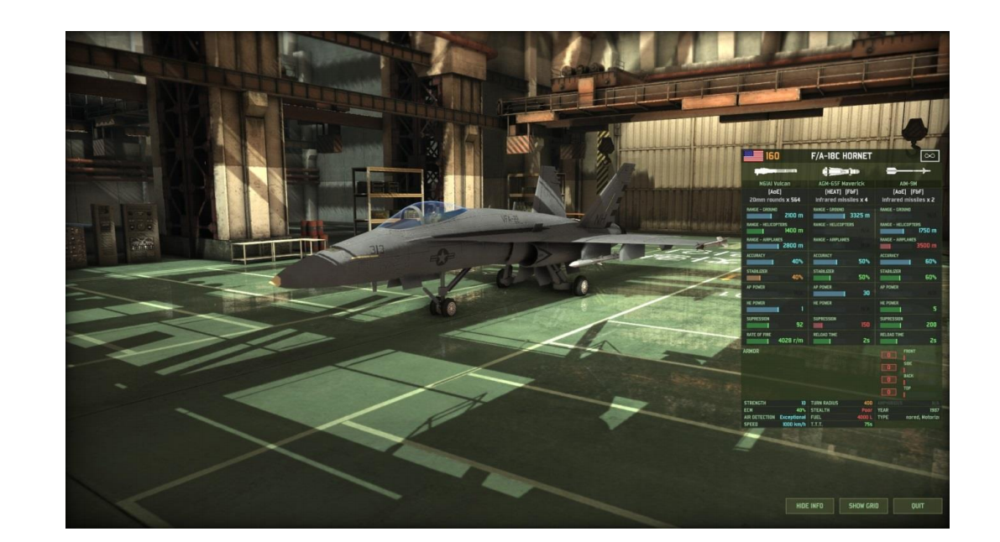 160 F/A-18C HORNET
M61A1 Vulcan AGM-65F Maverick AIM-9M
[AoE] [HEAT] [FbF] [AoE] [FbF]
20mm rounds x 564 Infrared missiles x 4 Infrared missiles x 2
RANGE - GROUND RANGE - GROUND RANGE - GROUND
2100 m 3325 m
RANGE - HELICOPTERS RANGE - HELICOPTERS RANGE - HELICOPTERS
1400 m 1750 m
RANGE - AIRPLANES RANGE - AIRPLANES RANGE - AIRPLANES
2800 m 3500 m
ACCURACY ACCURACY ACCURACY
40% 50% 60%
STABILIZER STABILIZER STABILIZER
40% 50% 60%
AP POWER AP POWER AP POWER
30
HE POWER HE POWER HE POWER
1 5
SUPRESSION SUPRESSION SUPRESSION
92 150 200
RATE OF FIRE RELOAD TIME RELOAD TIME
4028 r/m 2s 2s
ARMOR
0 FRONT
0 SIDE
0 BACK
0 TOP
STRENGTH 10 TURN RADIUS 400
ECM 40% STEALTH Poor YEAR 1987
AIR DETECTION Exceptional FUEL 4000 L TYPE nored, Motoriz
SPEED 1000 km/h T.T.T. 75s
313
HIDE INFO SHOW GRID QUIT